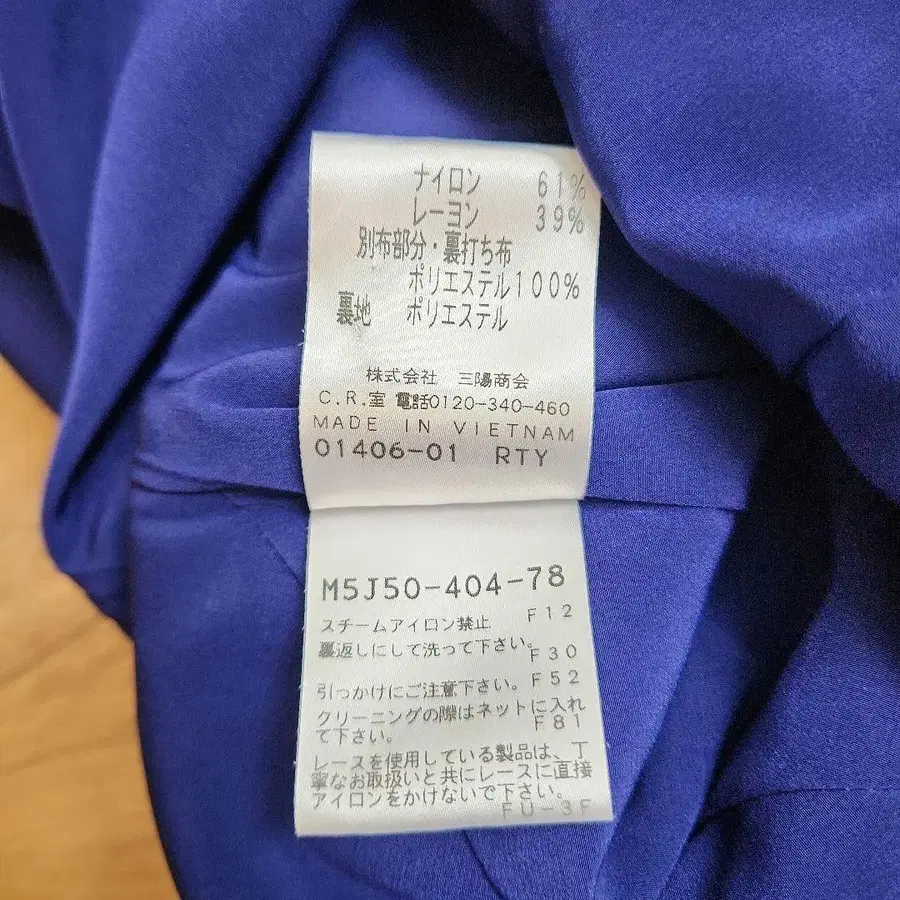 ナイロン 61%
レーヨン 39%
別布部分・裏打ち布
ポリエステル100%
裏地 ポリエステル
株式会社 三陽商会
C.R.室 電話0120-340-460
MADE IN VIETNAM
01406-01 RTY
M5J50-404-78
スチームアイロン禁止 F12
裏返しにして洗って下さい。F30
引っかけにご注意下さい。F52
クリーニングの際はネットに入れ
て下さい。 F81
レースを使用している製品は、丁
寧なお取扱いと共にレースに直接
アイロンをかけないで下さい。
FU-3F